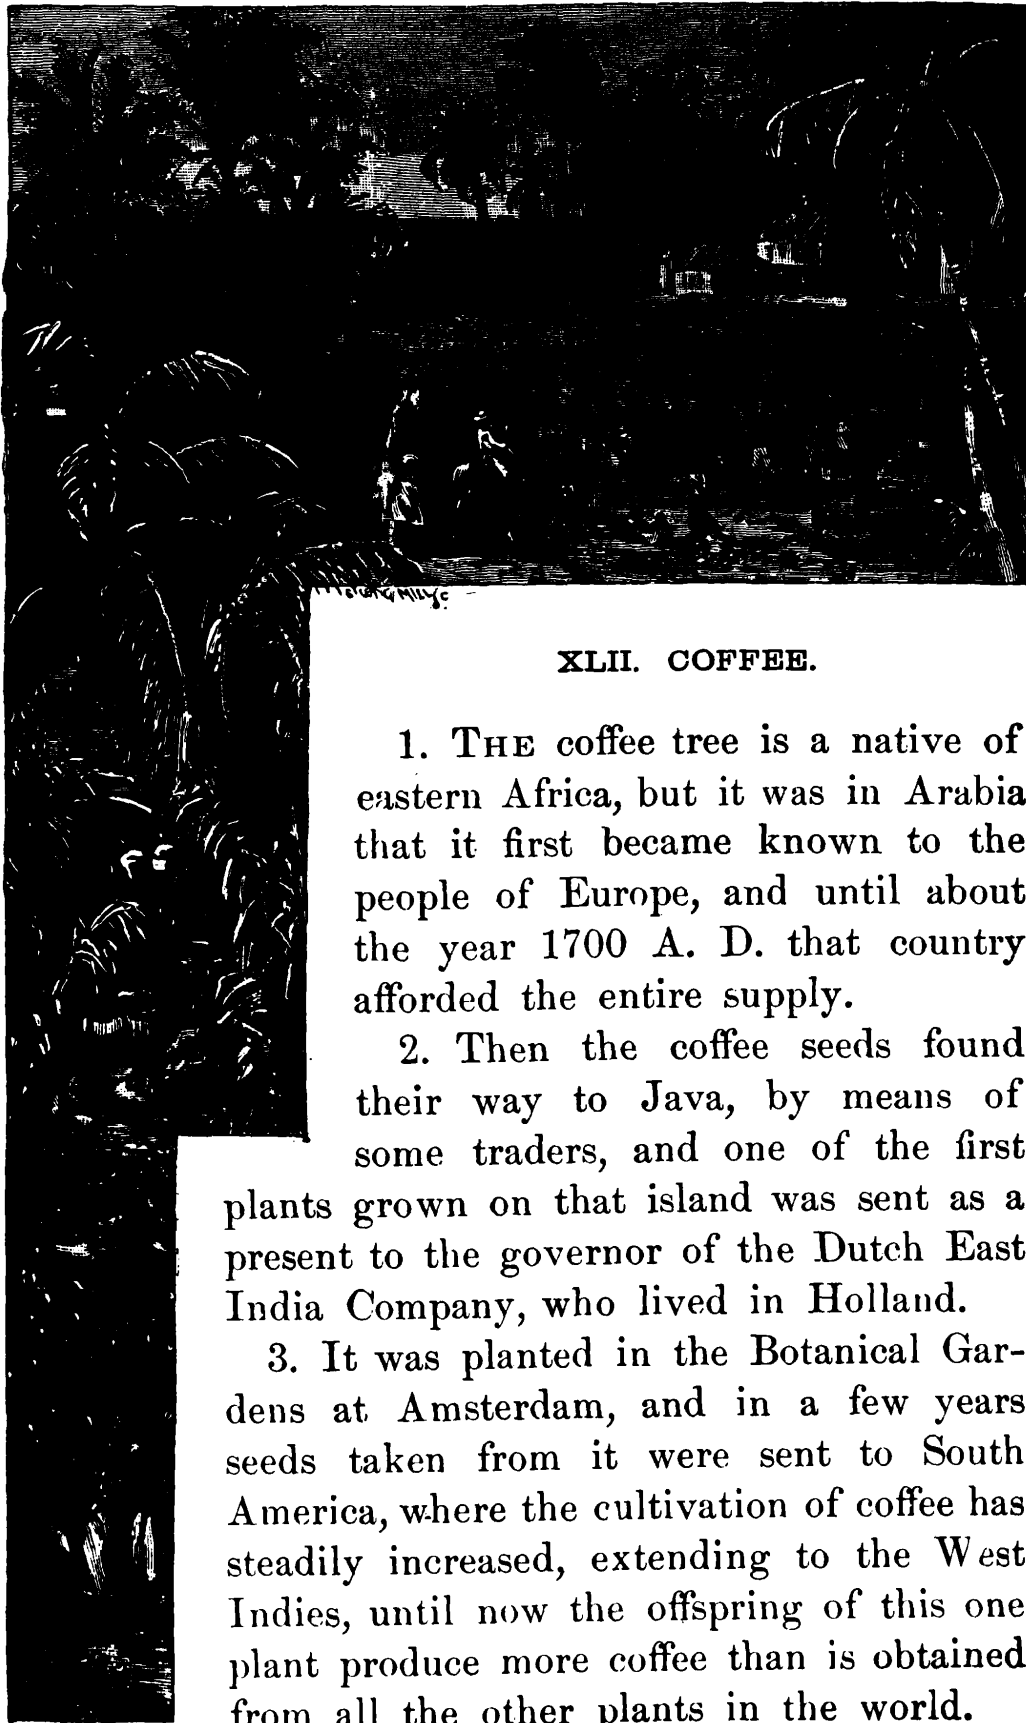 XLII. COFFEE.
1. THE coffee tree is a native of
eastern Africa, but it was in Arabia
that it first became known to the
people of Europe, and until about
the year 1700 A. D. that country
afforded the entire supply.
2. Then the coffee seeds found
their way to Java, by means of
some traders, and one of the first
plants grown on that island was sent as a
present to the governor of the Dutch East
India Company, who lived in Holland.
3. It was planted in the Botanical Gar-
dens at Amsterdam, and in a few years
seeds taken from it were sent to South
America, where the cultivation of coffee has
steadily increased, extending to the West
Indies, until now the offspring of this one
plant produce more coffee than is obtained
from all the other plants in the world.